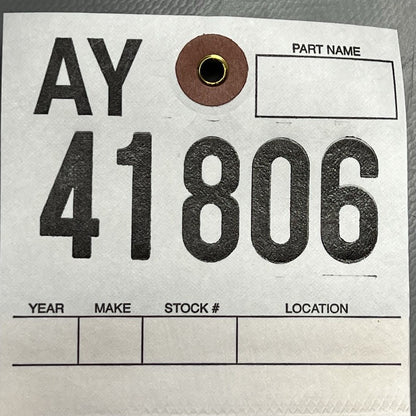 AY
PART NAME
41806
YEAR MAKE STOCK # LOCATION